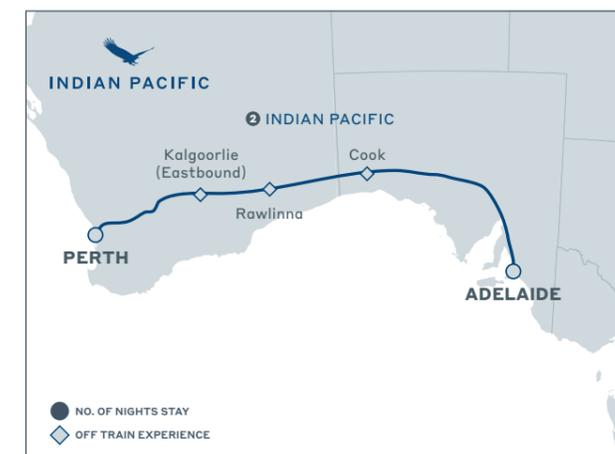 INDIAN PACIFIC
2 INDIAN PACIFIC
Kalgoorlie
(Eastbound)
Cook
Rawlinna
PERTH
ADELAIDE
NO. OF NIGHTS STAY
OFF TRAIN EXPERIENCE